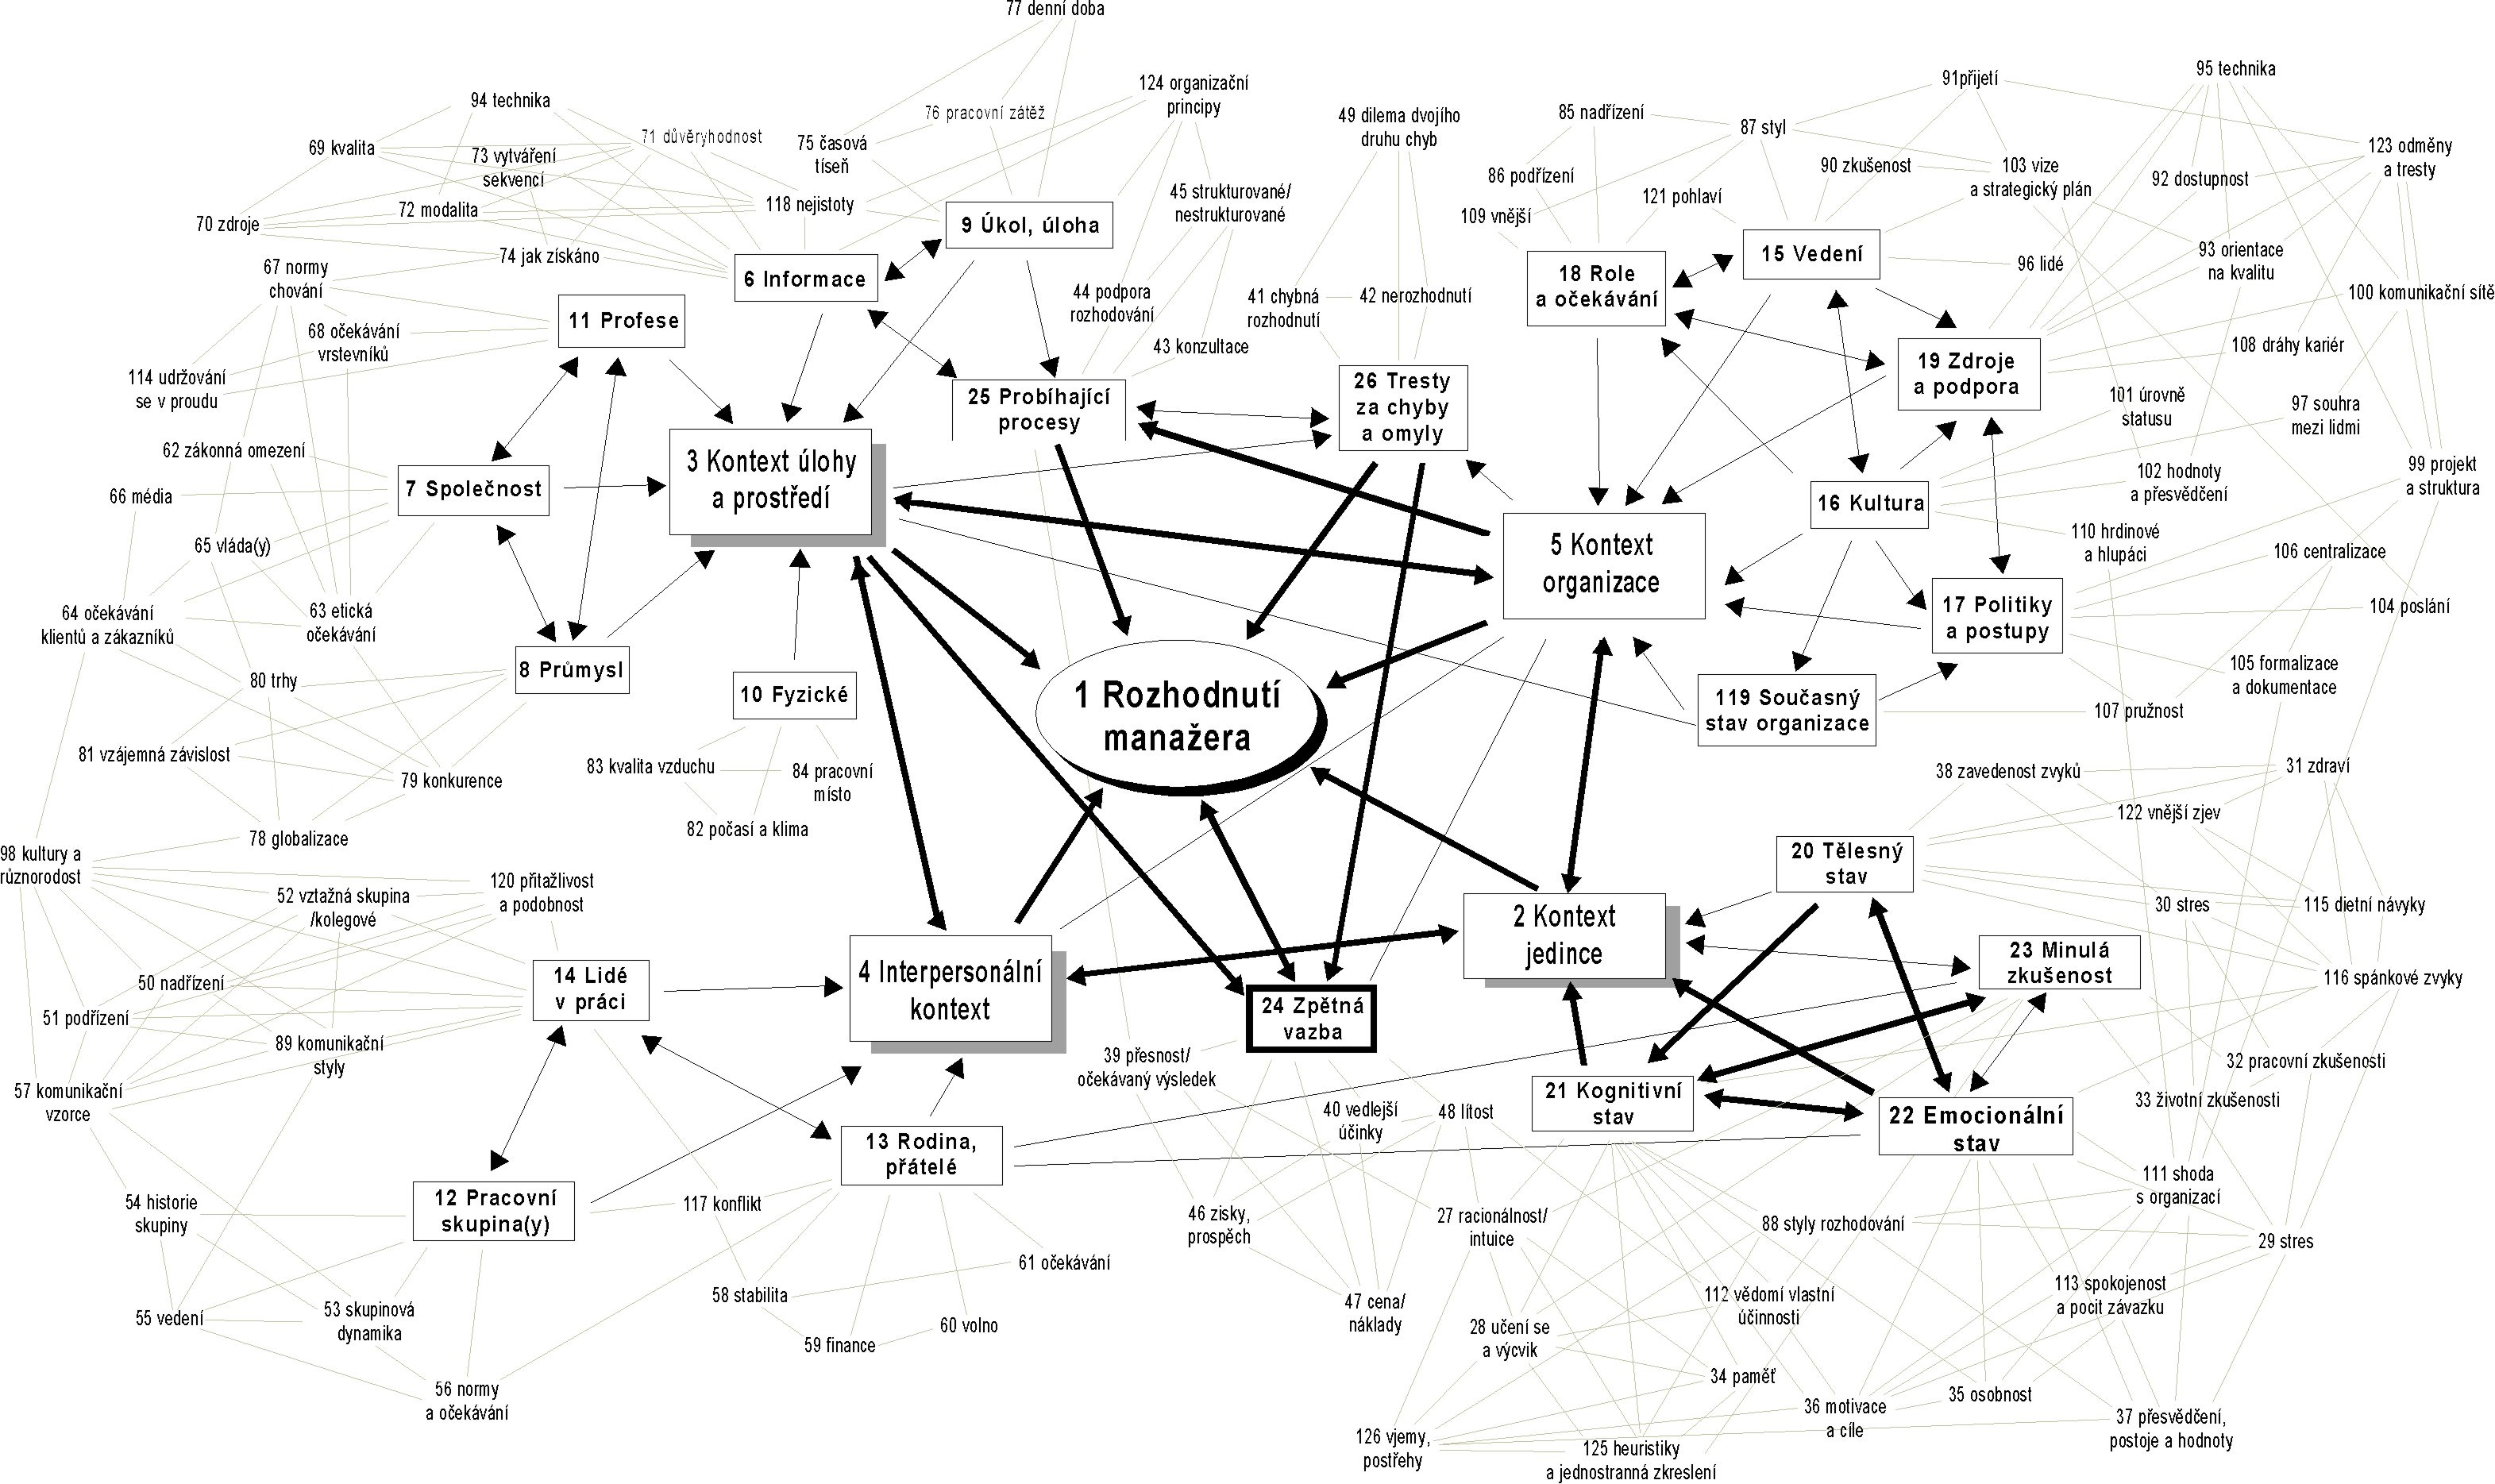 77 denní doba
94 technika
124 organizační
principy
95 technika
91přijetí
85 nadřízení
49 dilema dvojího
druhu chyb
76 pracovní zátěž
87 styl
71 důvěryhodnost
69 kvalita
75 časová
tíseň
73 vytváření
sekvencí
123 odměny
a tresty
90 zkušenost
103 vize
a strategický plán
92 dostupnost
86 podřízení
45 strukturované/
nestrukturované
121 pohlaví
118 nejistoty
72 modalita
70 zdroje
109 vnější
9 Úkol, úloha
15 Vedení
93 orientace
na kvalitu
74 jak získáno
96 lidé
67 normy
chování
6 Informace
18 Role
a očekávání
44 podpora
rozhodování
41 chybná
rozhodnutí
42 nerozhodnutí
100 komunikační sítě
11 Profese
68 očekávání
vrstevníků
43 konzultace
108 dráhy kariér
19 Zdroje
a podpora
114 udržování
se v proudu
25 Probíhající
procesy
26 Tresty
za chyby
a omyly
101 úrovně
statusu
97 souhra
mezi lidmi
62 zákonná omezení
3 Kontext úlohy
a prostředí
7 Společnost
66 média
102 hodnoty
a přesvědčení
99 projekt
a struktura
16 Kultura
65 vláda(y)
5 Kontext
organizace
110 hrdinové
a hlupáci
106 centralizace
64 očekávání
klientů a zákazníků
63 etická
očekávání
17 Politiky
a postupy
104 poslání
8 Průmysl
80 trhy
10 Fyzické
1 Rozhodnutí
manažera
119 Současný
stav organizace
105 formalizace
a dokumentace
107 pružnost
81 vzájemná závislost
79 konkurence
83 kvalita vzduchu
84 pracovní
místo
38 zavedenost zvyků
31 zdraví
82 počasí a klima
122 vnější zjev
78 globalizace
98 kultury a
různorodost
20 Tělesný
stav
52 vztažná skupina
/kolegové
120 přitažlivost
a podobnost
30 stres
115 dietní návyky
2 Kontext
jedince
4 Interpersonální
kontext
14 Lidé
v práci
23 Minulá
zkušenost
50 nadřízení
116 spánkové zvyky
51 podřízení
24 Zpětná
vazba
89 komunikační
styly
39 přesnost/
očekávaný výsledek
32 pracovní zkušenosti
57 komunikační
vzorce
21 Kognitivní
stav
33 životní zkušenosti
40 vedlejší
účinky
48 lítost
22 Emocionální
stav
13 Rodina,
přátelé
111 shoda
s organizací
54 historie
skupiny
12 Pracovní
skupina(y)
117 konflikt
46 zisky,
prospěch
27 racionálnost/
intuice
88 styly rozhodování
29 stres
61 očekávání
58 stabilita
113 spokojenost
a pocit závazku
112 vědomí vlastní
účinnosti
47 cena/
náklady
55 vedení
53 skupinová
dynamika
60 volno
59 finance
28 učení se
a výcvik
34 paměť
35 osobnost
56 normy
a očekávání
36 motivace
a cíle
37 přesvědčení,
postoje a hodnoty
126 vjemy,
postřehy
125 heuristiky
a jednostranná zkreslení